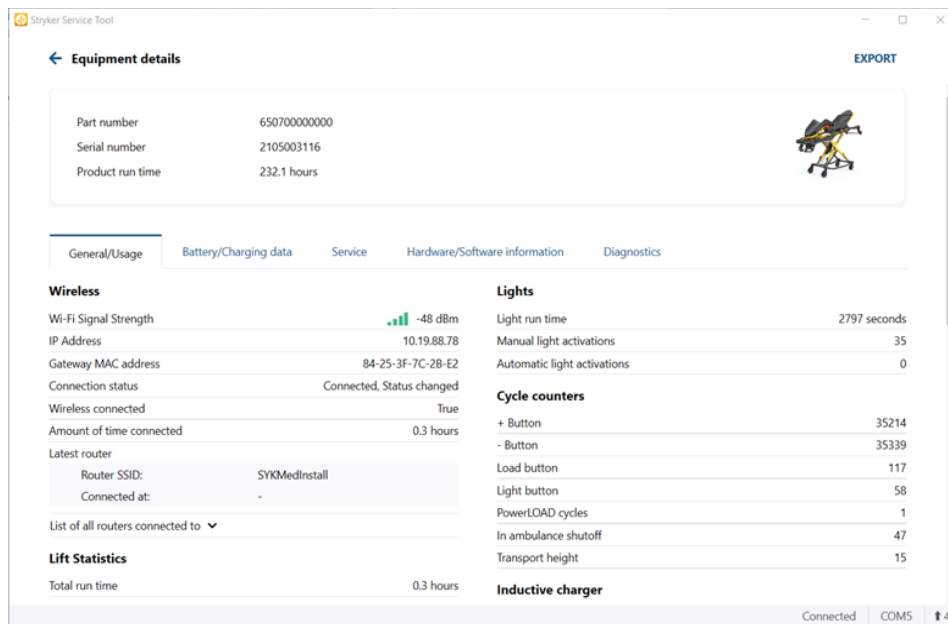 Stryker Service Tool
Equipment details
EXPORT
Part number 650700000000
Serial number 2105003116
Product run time 232.1 hours
General/Usage Battery/Charging data Service Hardware/Software information Diagnostics
Wireless
Wi-Fi Signal Strength -48 dBm
IP Address 10.19.88.78
Gateway MAC address 84-25-3F-7C-2B-E2
Connection status Connected, Status changed
Wireless connected True
Amount of time connected 0.3 hours
Latest router
Router SSID: SYKMedInstall
Connected at: -
List of all routers connected to
Lift Statistics
Total run time 0.3 hours
Lights
Light run time 2797 seconds
Manual light activations 35
Automatic light activations 0
Cycle counters
+ Button 35214
- Button 35339
Load button 117
Light button 58
PowerLOAD cycles 1
In ambulance shutoff 47
Transport height 15
Inductive charger
Connected COM5 4